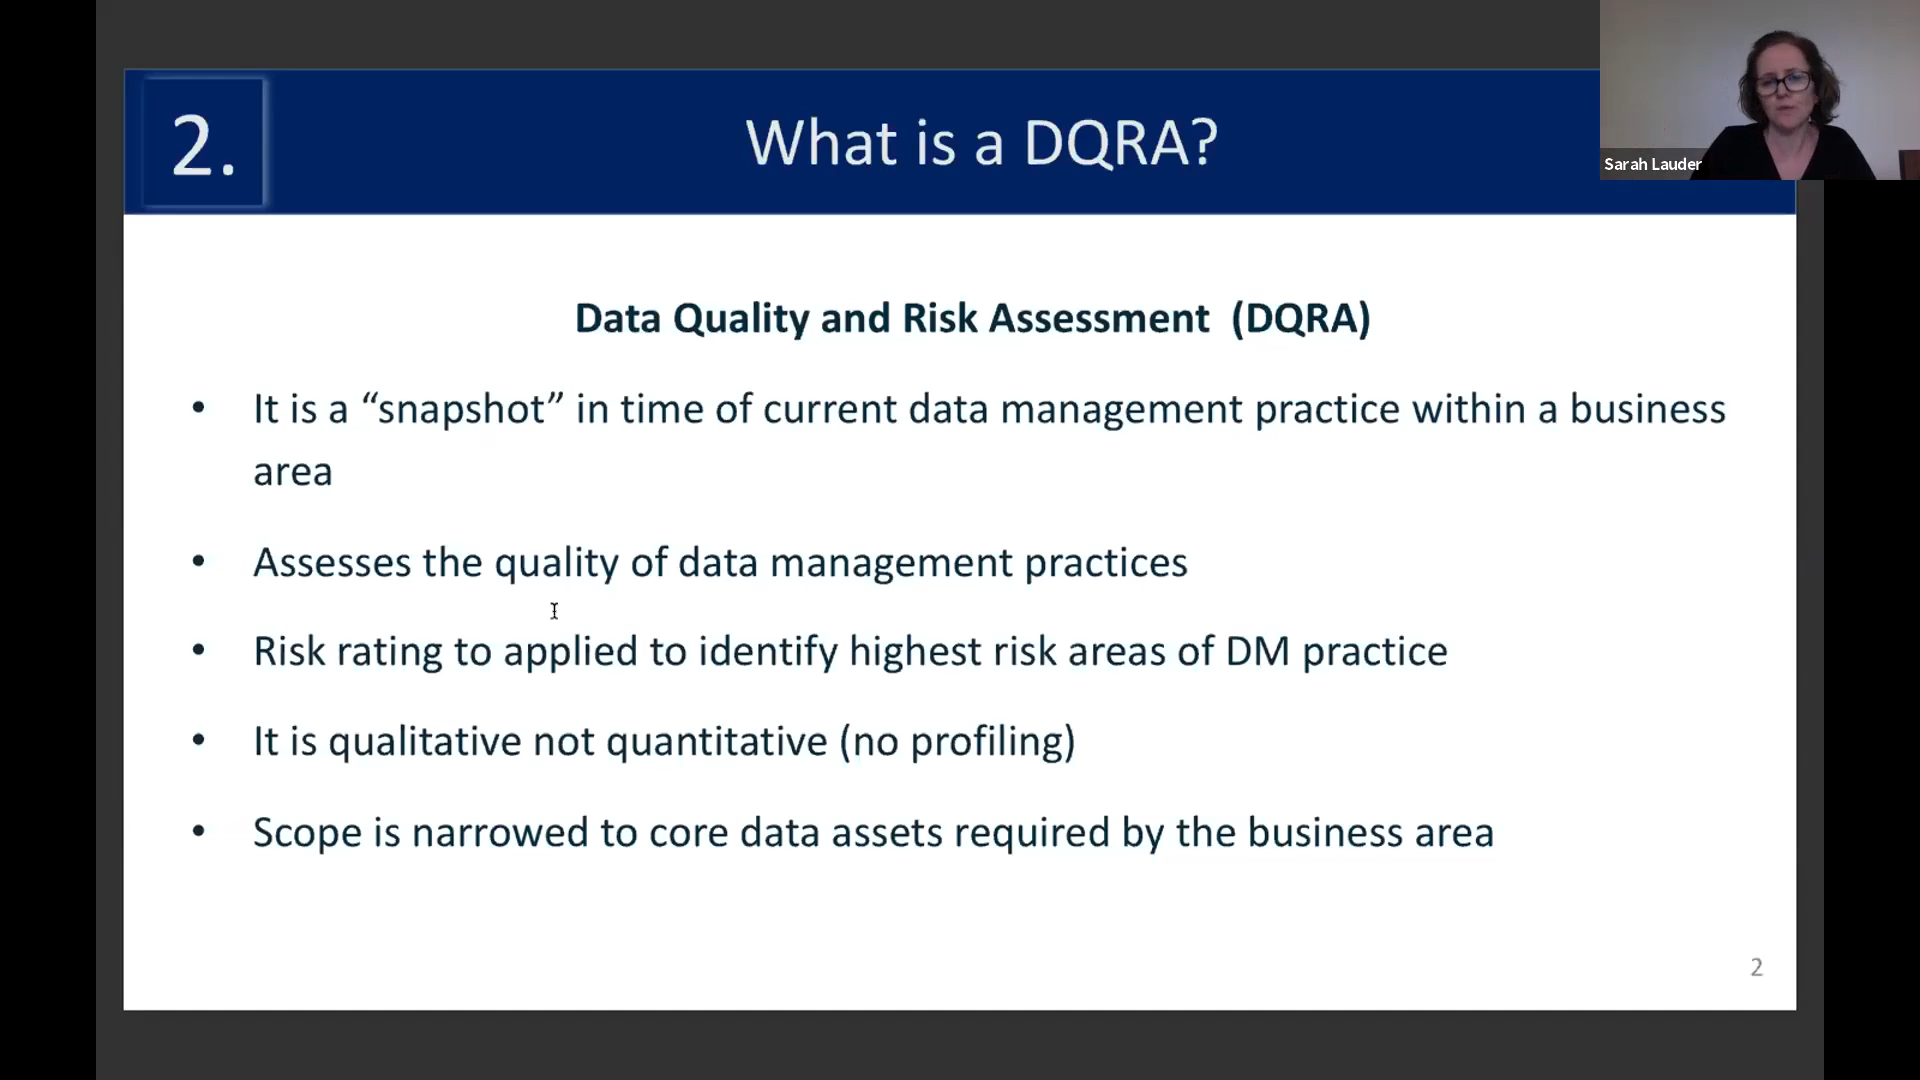 2.
What is a DQRA?
Sarah Lauder
Data Quality and Risk Assessment (DQRA)
• It is a “snapshot” in time of current data management practice within a business
area
• Assesses the quality of data management practices
• Risk rating to applied to identify highest risk areas of DM practice
• It is qualitative not quantitative (no profiling)
• Scope is narrowed to core data assets required by the business area
2